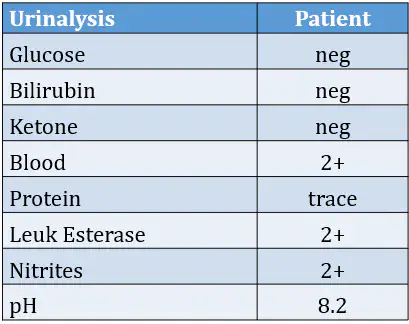 Urinalysis Patient
Glucose neg
Bilirubin neg
Ketone neg
Blood 2+
Protein trace
Leuk Esterase 2+
Nitrites 2+
pH 8.2